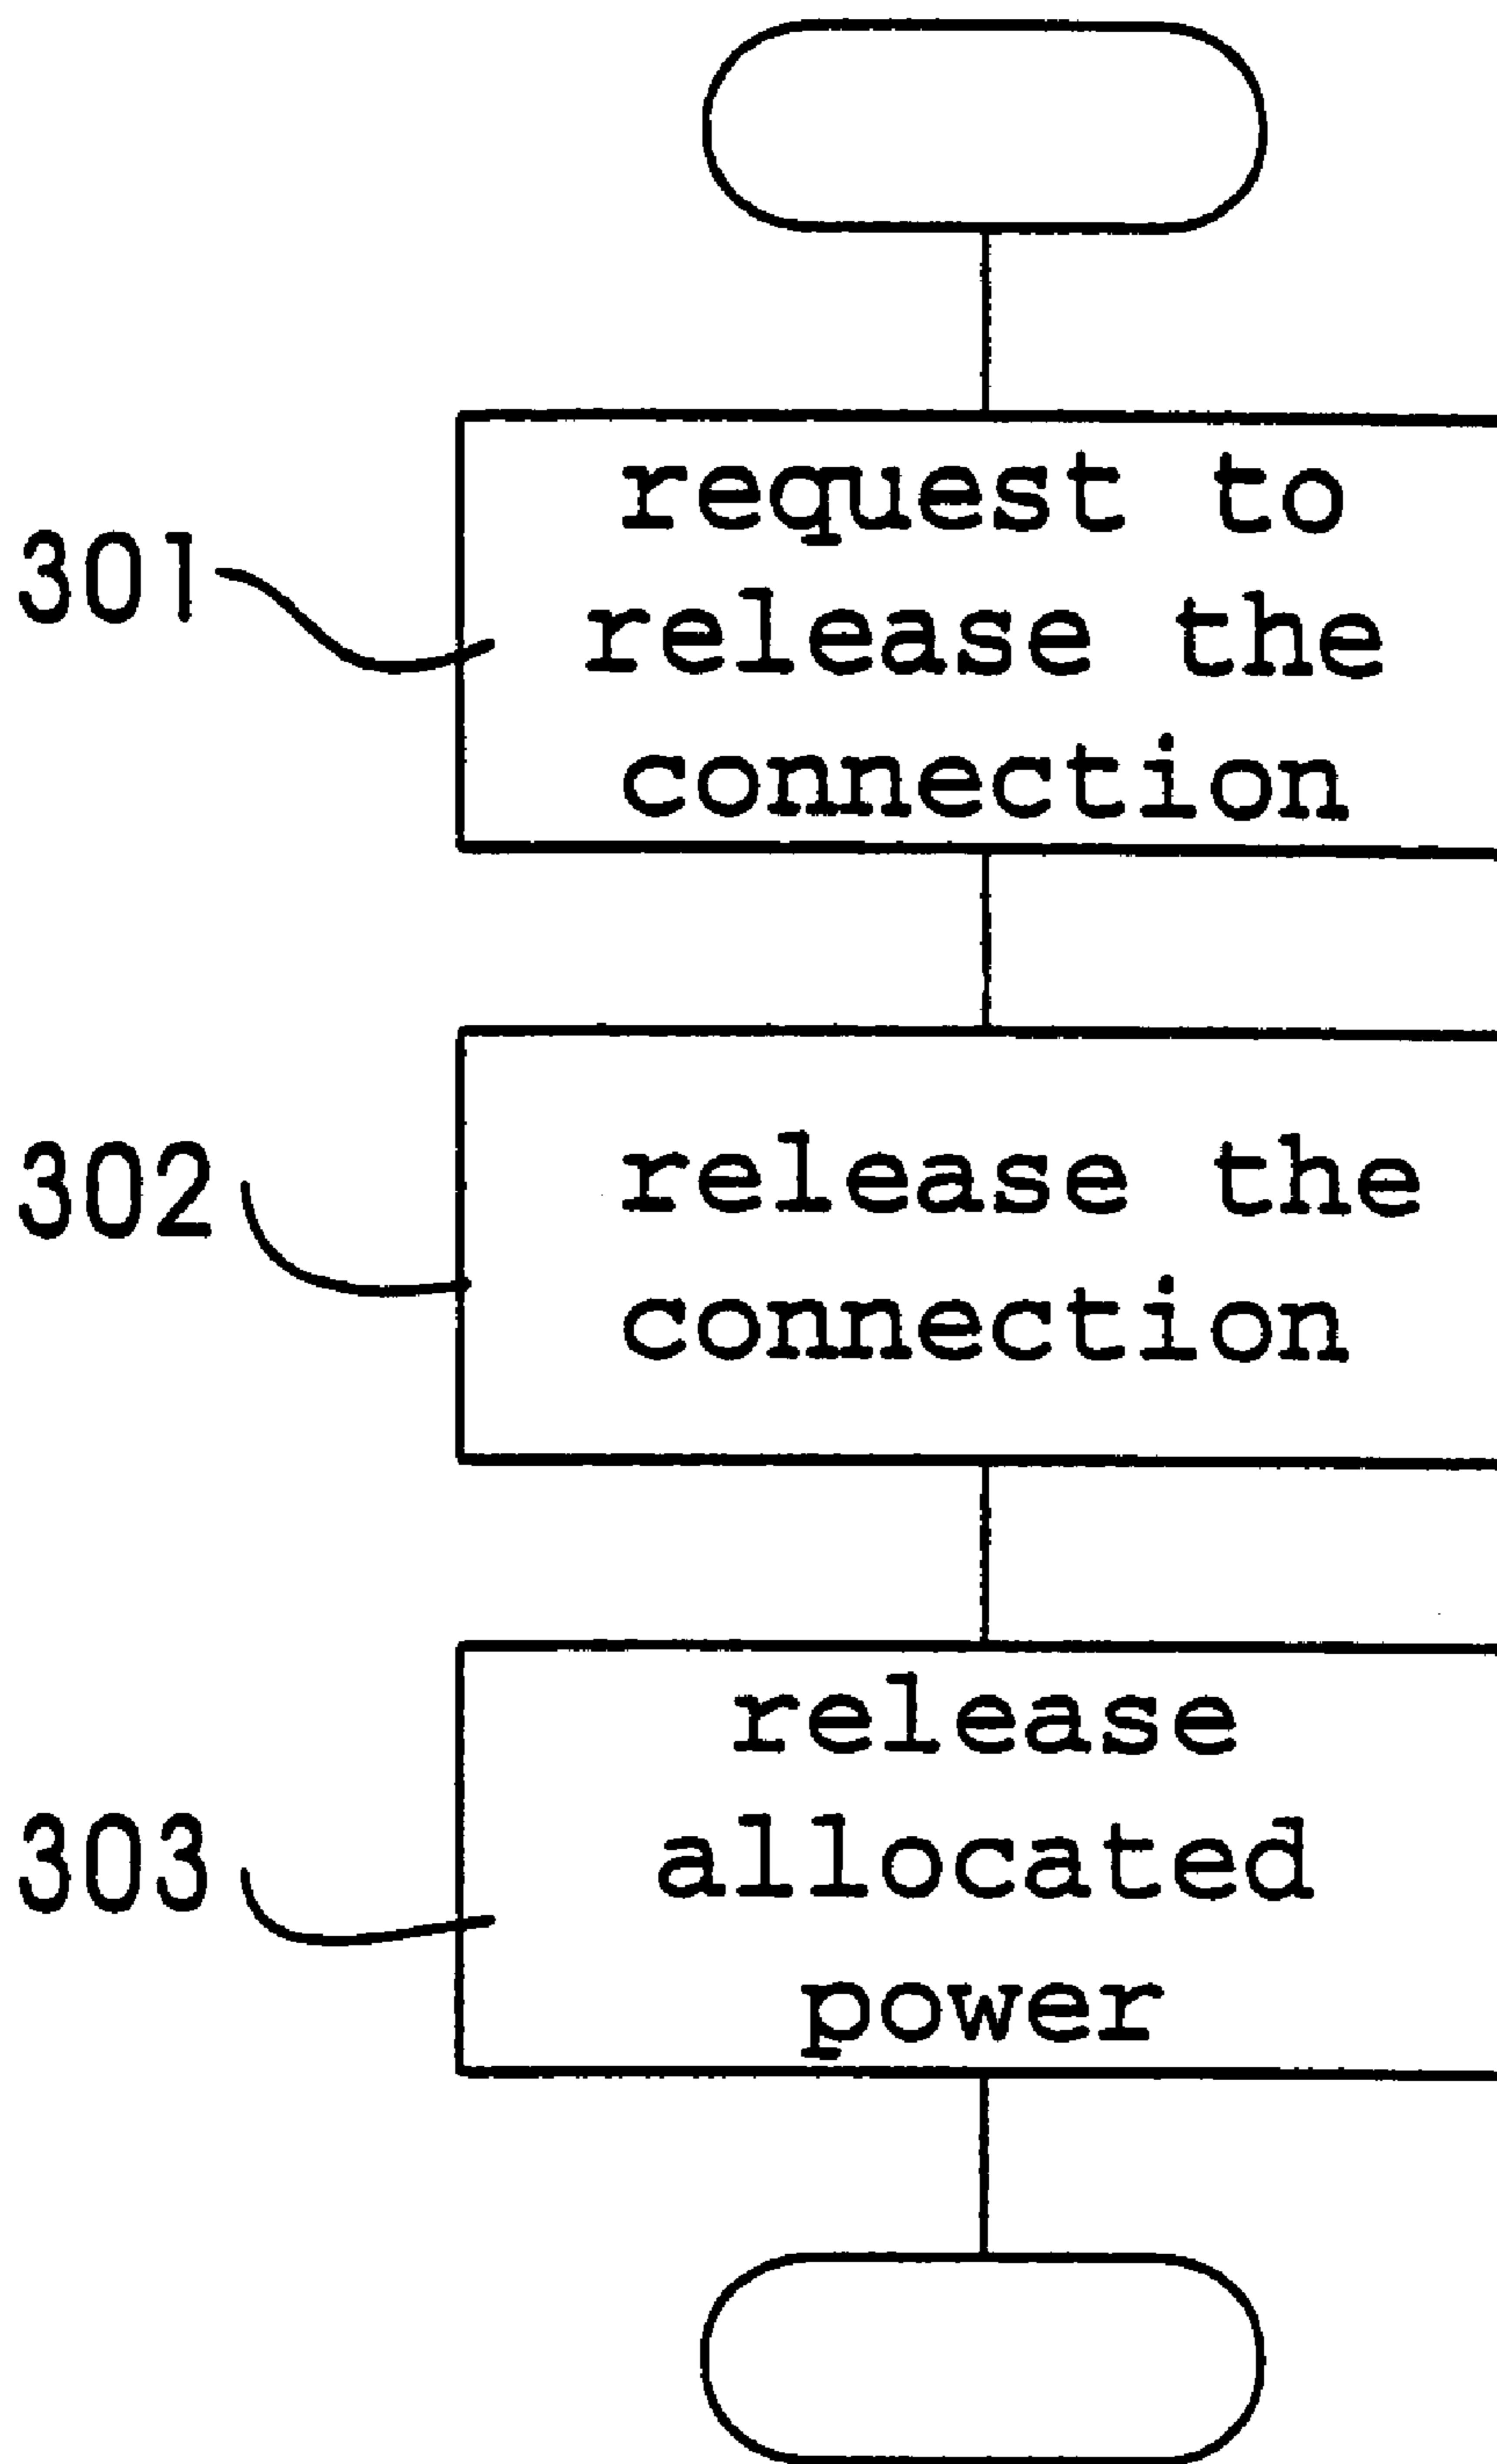 request to
301
release the
connection
302
release the
connection
release
303
allocated
power